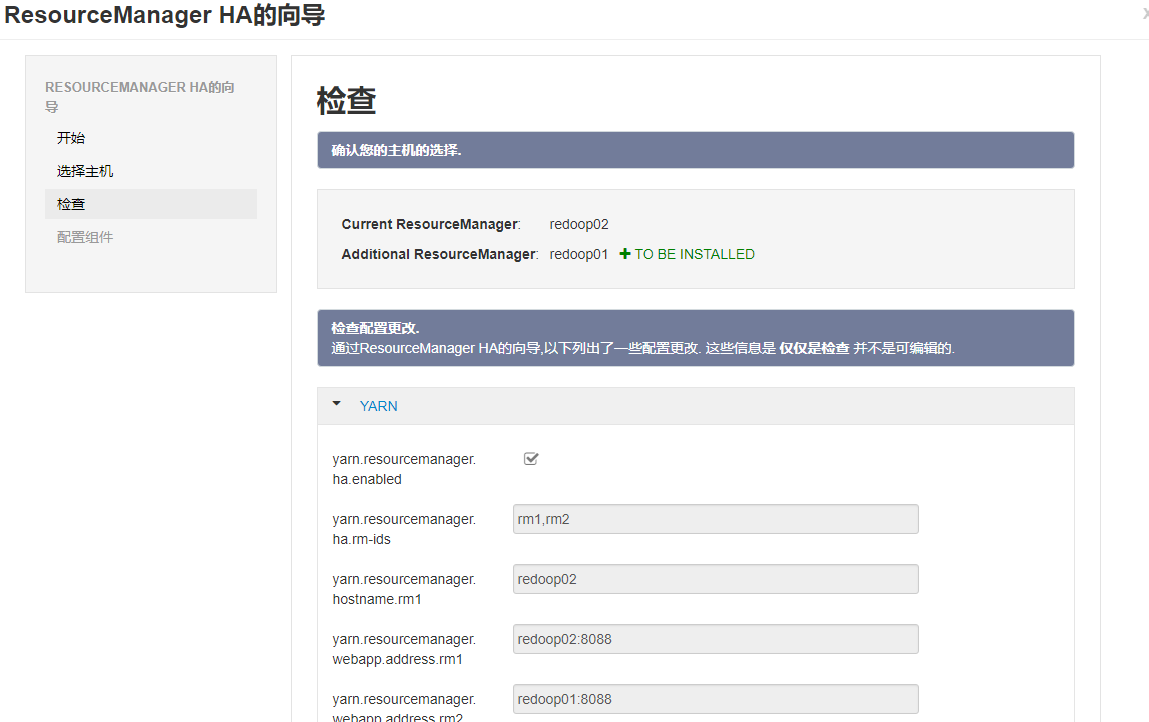 ResourceManager HA的向导
RESOURCEMANAGER HA的向
导
开始
选择主机
检查
配置组件
检查
确认您的主机的选择.
Current ResourceManager: redoop02
Additional ResourceManager: redoop01 TO BE INSTALLED
检查配置更改.
通过ResourceManager HA的向导,以下列出了一些配置更改. 这些信息是 仅仅是检查 并不是可编辑的.
YARN
yarn.resourcemanager.
ha.enabled
yarn.resourcemanager.
ha.rm-ids
rm1,rm2
yarn.resourcemanager.
hostname.rm1
redoop02
yarn.resourcemanager.
webapp.address.rm1
redoop02:8088
yarn.resourcemanager.
webapp.address.rm2
redoop01:8088